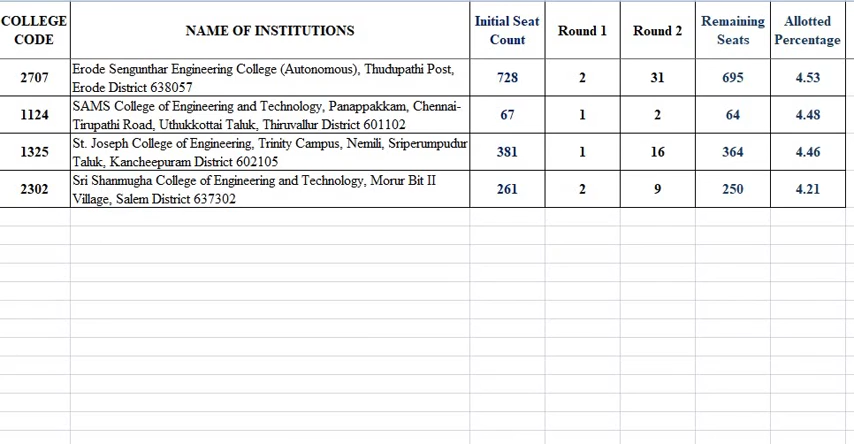 COLLEGE CODE NAME OF INSTITUTIONS Initial Seat Count Round 1 Round 2 Remaining Seats Allotted Percentage
2707 Erode Sengunthar Engineering College (Autonomous), Thudupathi Post, 728 2 31 695 4.53
Erode District 638057
1124 SAMS College of Engineering and Technology, Panappakkam, Chennai- 67 1 2 64 4.48
Tirupathi Road, Uthukkottai Taluk, Thiruvallur District 601102
1325 St. Joseph College of Engineering, Trinity Campus, Nemili, Sriperumpudur 381 1 16 364 4.46
Taluk, Kancheepuram District 602105
2302 Sri Shanmugha College of Engineering and Technology, Morur Bit II 261 2 9 250 4.21
Village, Salem District 637302